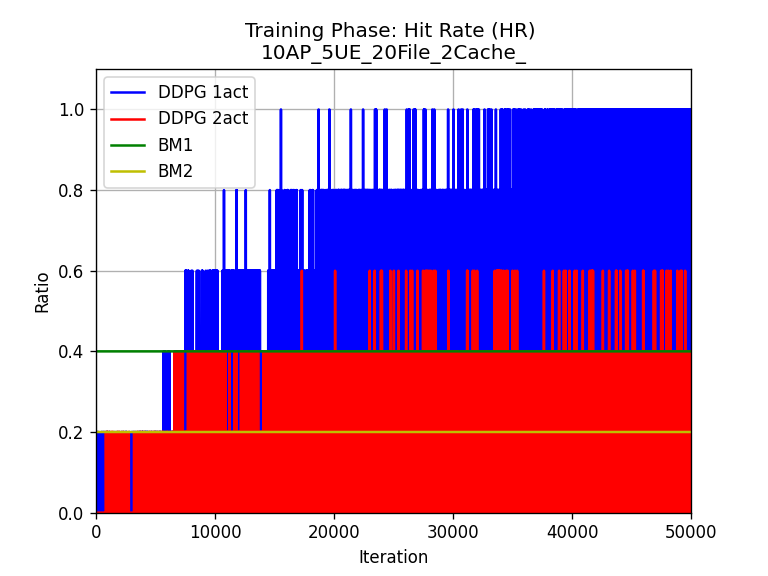 Training Phase: Hit Rate (HR)
10AP_5UE_20File_2Cache_
DDPG 1act
DDPG 2act
BM1
BM2
1.0
0.8
0.6
0.4
0.2
0.0
Ratio
0 10000 20000 30000 40000 50000
Iteration